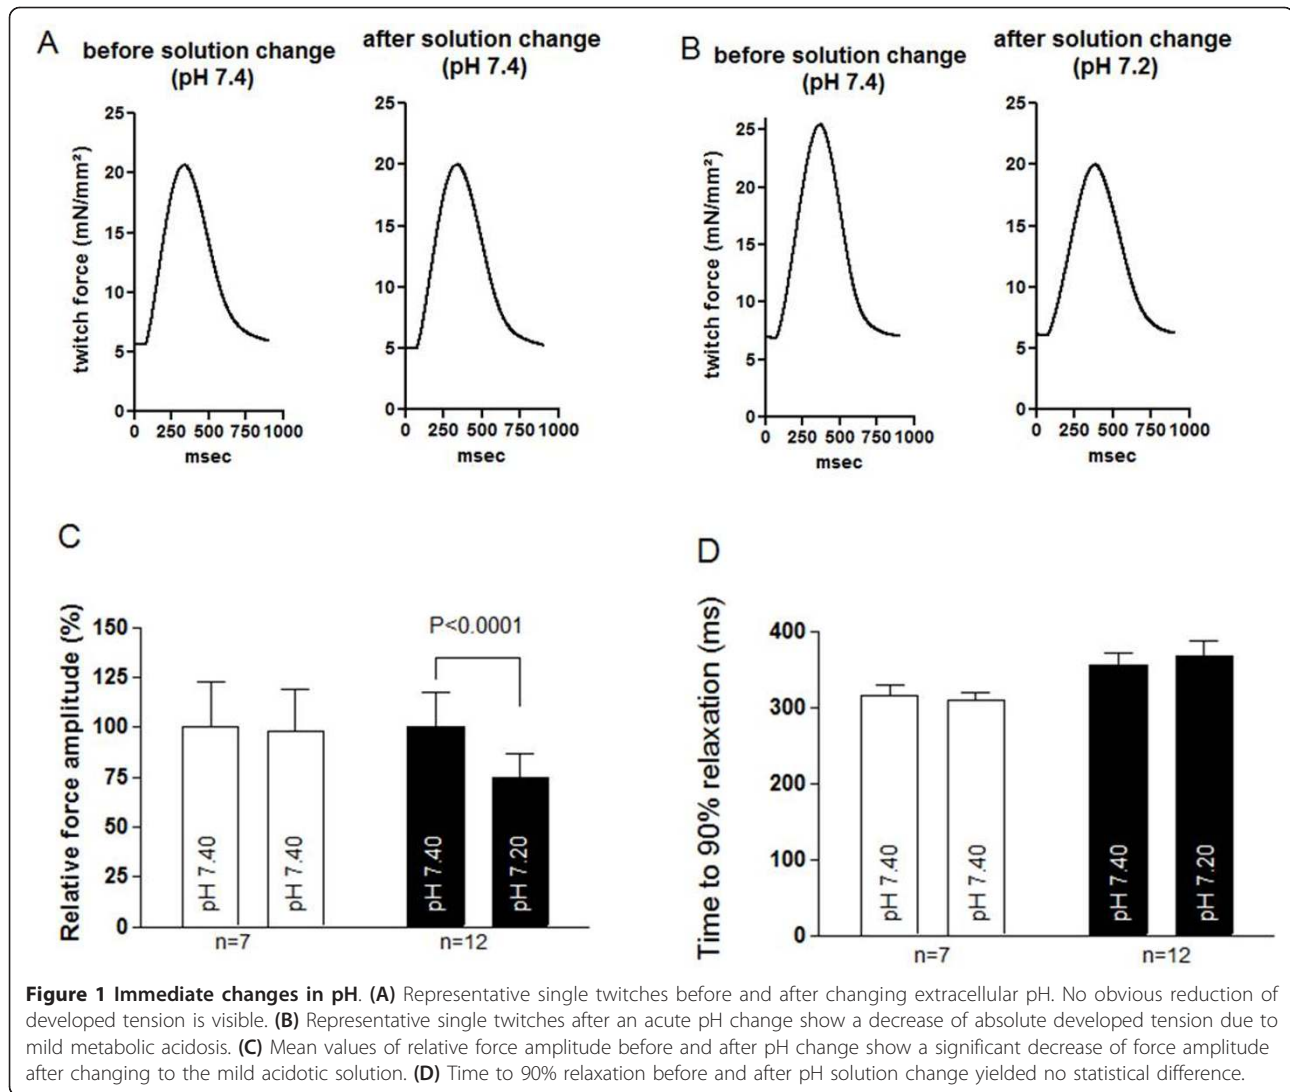 A
before solution change
(pH 7.4)
after solution change
(pH 7.4)
twitch force (mN/mm²)
25
20
15
10
5
0
0 250 500 750 1000
msec
25
20
15
10
5
0
0 250 500 750 1000
msec
B
before solution change
(pH 7.4)
after solution change
(pH 7.2)
twitch force (mN/mm²)
25
20
15
10
5
0
0 250 500 750 1000
msec
25
20
15
10
5
0
0 250 500 750 1000
msec
C
Relative force amplitude (%)
150
125
100
75
50
25
0
P<0.0001
pH 7.40
pH 7.40
pH 7.40
pH 7.20
n=7
n=12
D
Time to 90% relaxation (ms)
400
300
200
100
0
pH 7.40
pH 7.40
pH 7.40
pH 7.20
n=7
n=12
Figure 1 Immediate changes in pH. (A) Representative single twitches before and after changing extracellular pH. No obvious reduction of
developed tension is visible. (B) Representative single twitches after an acute pH change show a decrease of absolute developed tension due to
mild metabolic acidosis. (C) Mean values of relative force amplitude before and after pH change show a significant decrease of force amplitude
after changing to the mild acidotic solution. (D) Time to 90% relaxation before and after pH solution change yielded no statistical difference.